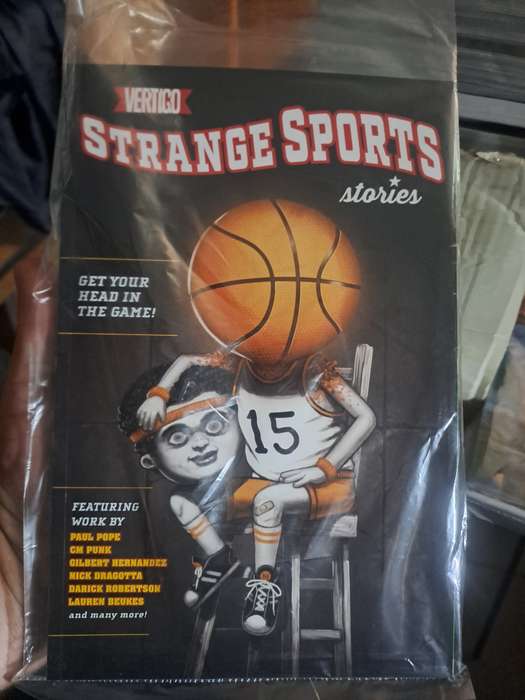 VERTIGO
STRANGE SPORTS
stories
GET YOUR
HEAD IN
THE GAME!
15
FEATURING
WORK BY
PAUL POPE
CM PUNK
GILBERT HERNANDEZ
NICK DRAGOTTA
DARICK ROBERTSON
LAUREN BEUKES
and many more!